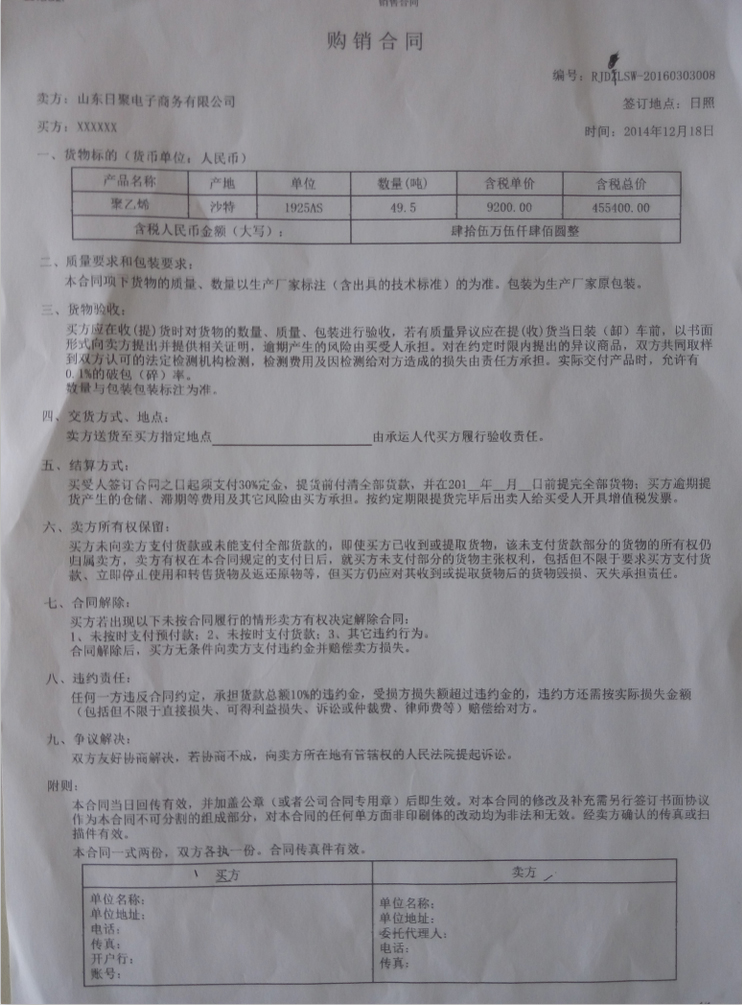 销售合同
购销合同
编号：RJDZLSW-20160303008
卖方：山东日聚电子商务有限公司
签订地点：日照
买方：XXXXXX
时间：2014年12月18日
一、货物标的（货币单位：人民币）
产品名称 产地 单位 数量(吨) 含税单价 含税总价
聚乙烯 沙特 1925AS 49.5 9200.00 455400.00
含税人民币金额（大写）： 肆拾伍万伍仟肆佰圆整
二、质量要求和包装要求：
本合同项下货物的质量、数量以生产厂家标注（含出具的技术标准）的为准。包装为生产厂家原包装。
三、货物验收：
买方应在收(提)货时对货物的数量、质量、包装进行验收，若有质量异议应在提(收)货当日装（卸）车前，以书面
形式向卖方提出并提供相关证明，逾期产生的风险由买受人承担。对在约定时限内提出的异议商品，双方共同取样
到双方认可的法定检测机构检测，检测费用及因检测给对方造成的损失由责任方承担。实际交付产品时，允许有
0.1%的破包（碎）率。
数量与包装包装标注为准。
四、交货方式、地点：
卖方送货至买方指定地点____________________由承运人代买方履行验收责任。
五、结算方式：
买受人签订合同之日起须支付30%定金，提货前付清全部货款，并在201__年__月__日前提完全部货物；买方逾期提
货产生的仓储、滞期等费用及其它风险由买方承担。按约定期限提货完毕后出卖人给买受人开具增值税发票。
六、卖方所有权保留：
买方未向卖方支付货款或未能支付全部货款的，即使买方已收到或提取货物，该未支付货款部分的货物的所有权仍
归属卖方，卖方有权在本合同规定的支付日后，就买方未支付部分的货物主张权利，包括但不限于要求买方支付货
款、立即停止使用和转售货物及返还原物等，但买方仍应对其收到或提取货物后的货物毁损、灭失承担责任。
七、合同解除：
买方若出现以下未按合同履行的情形卖方有权决定解除合同：
1、未按时支付预付款；2、未按时支付货款；3、其它违约行为。
合同解除后，买方无条件向卖方支付违约金并赔偿卖方损失。
八、违约责任：
任何一方违反合同约定，承担货款总额10%的违约金，受损方损失额超过违约金的，违约方还需按实际损失金额
（包括但不限于直接损失、可得利益损失、诉讼或仲裁费、律师费等）赔偿给对方。
九、争议解决：
双方友好协商解决，若协商不成，向卖方所在地有管辖权的人民法院提起诉讼。
附则：
本合同当日回传有效，并加盖公章（或者公司合同专用章）后即生效。对本合同的修改及补充需另行签订书面协议
作为本合同不可分割的组成部分，对本合同的任何单方面非印刷体的改动均为非法和无效。经卖方确认的传真或扫
描件有效。
本合同一式两份，双方各执一份。合同传真件有效。
买方 卖方
单位名称： 单位名称：
单位地址： 单位地址：
电话： 委托代理人：
传真： 电话：
开户行： 传真：
账号：